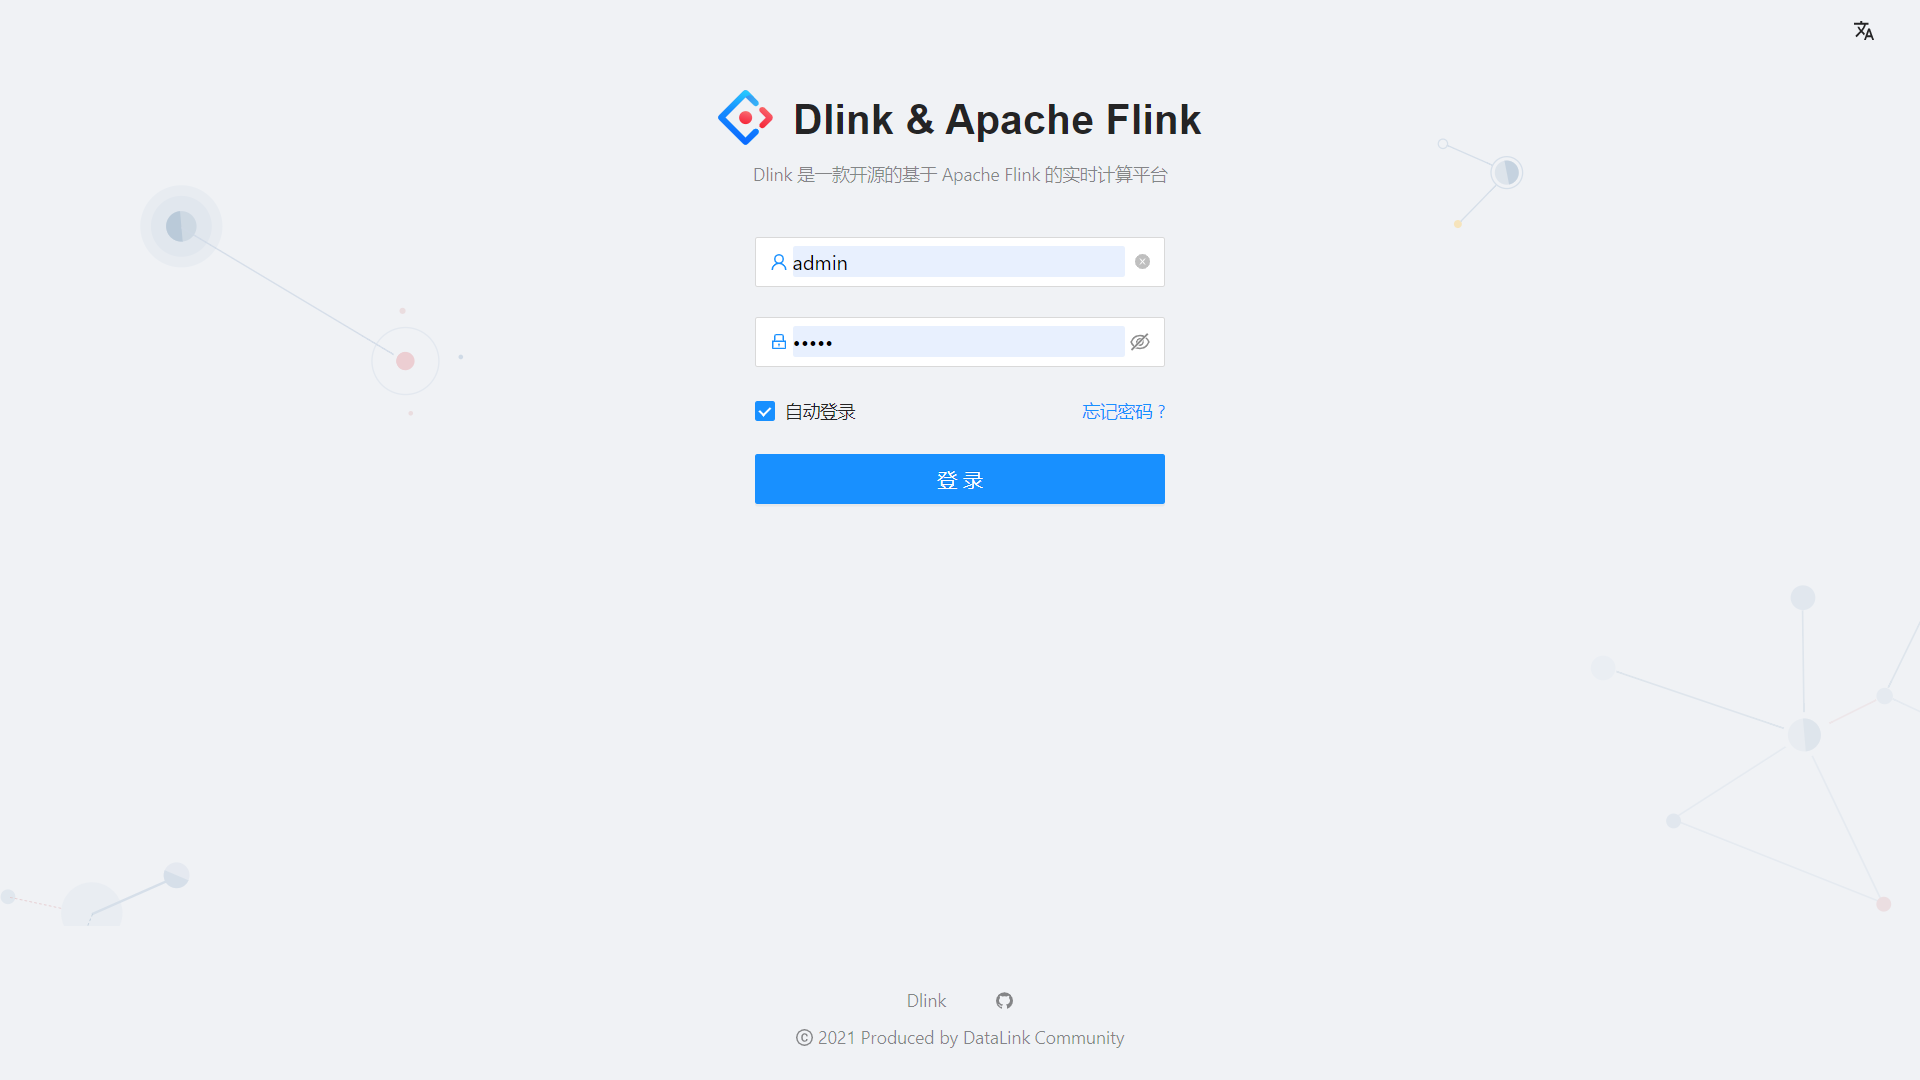 Dlink & Apache Flink
Dlink 是一款开源的基于 Apache Flink 的实时计算平台
admin
•••••
自动登录
忘记密码 ?
登 录
Dlink
© 2021 Produced by DataLink Community